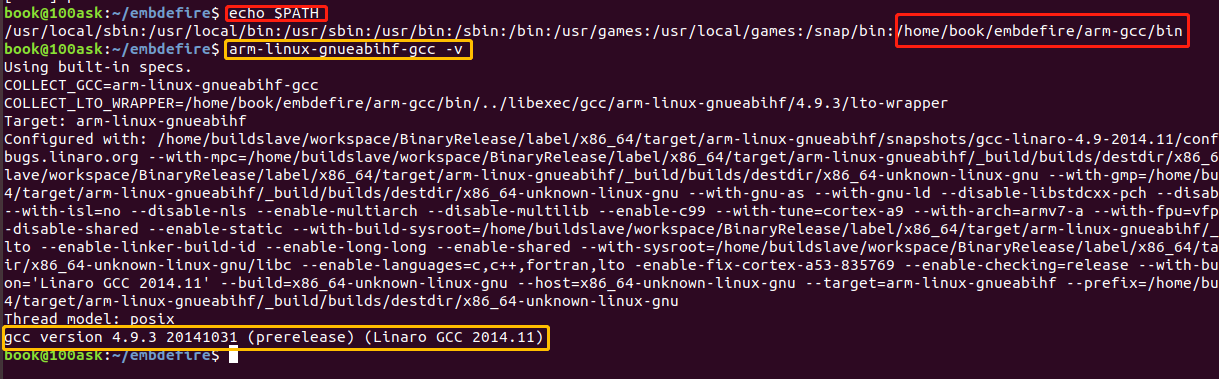 book@100ask:~/embdefire$ echo $PATH
/usr/local/sbin:/usr/local/bin:/usr/sbin:/usr/bin:/sbin:/bin:/usr/games:/usr/local/games:/snap/bin:/home/book/embdefire/arm-gcc/bin
book@100ask:~/embdefire$ arm-linux-gnueabihf-gcc -v
Using built-in specs.
COLLECT_GCC=arm-linux-gnueabihf-gcc
COLLECT_LTO_WRAPPER=/home/book/embdefire/arm-gcc/bin/../libexec/gcc/arm-linux-gnueabihf/4.9.3/lto-wrapper
Target: arm-linux-gnueabihf
Configured with: /home/buildslave/workspace/BinaryRelease/label/x86_64/target/arm-linux-gnueabihf/snapshots/gcc-linaro-4.9-2014.11/conf
bugs.linaro.org --with-mpc=/home/buildslave/workspace/BinaryRelease/label/x86_64/target/arm-linux-gnueabihf/_build/builds/destdir/x86_6
lave/workspace/BinaryRelease/label/x86_64/target/arm-linux-gnueabihf/_build/builds/destdir/x86_64-unknown-linux-gnu --with-gmp=/home/bu
4/target/arm-linux-gnueabihf/_build/builds/destdir/x86_64-unknown-linux-gnu --with-gnu-as --with-gnu-ld --disable-libstdcxx-pch --disab
--with-isl=no --disable-nls --enable-multiarch --disable-multilib --enable-c99 --with-tune=cortex-a9 --with-arch=armv7-a --with-fpu=vfp
-disable-shared --enable-static --with-build-sysroot=/home/buildslave/workspace/BinaryRelease/label/x86_64/target/arm-linux-gnueabihf/_
lto --enable-linker-build-id --enable-long-long --enable-shared --with-sysroot=/home/buildslave/workspace/BinaryRelease/label/x86_64/ta
ir/x86_64-unknown-linux-gnu/libc --enable-languages=c,c++,fortran,lto -enable-fix-cortex-a53-835769 --enable-checking=release --with-bu
on='Linaro GCC 2014.11' --build=x86_64-unknown-linux-gnu --host=x86_64-unknown-linux-gnu --target=arm-linux-gnueabihf --prefix=/home/bu
4/target/arm-linux-gnueabihf/_build/builds/destdir/x86_64-unknown-linux-gnu
Thread model: posix
gcc version 4.9.3 20141031 (prerelease) (Linaro GCC 2014.11)
book@100ask:~/embdefire$